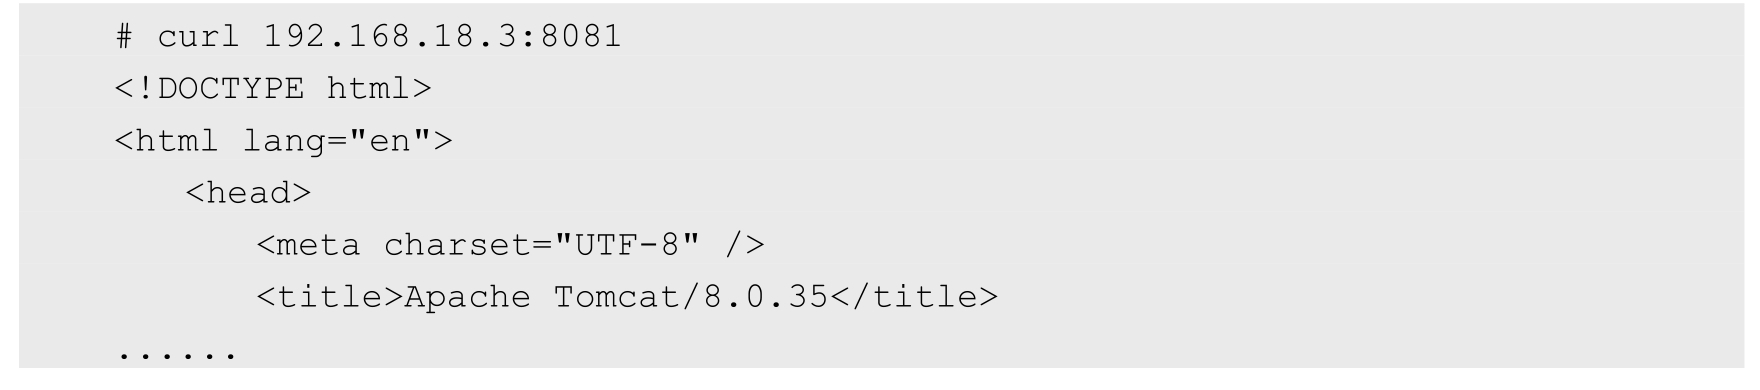 # curl 192.168.18.3:8081
<!DOCTYPE html>
<html lang="en">
<head>
<meta charset="UTF-8" />
<title>Apache Tomcat/8.0.35</title>
......